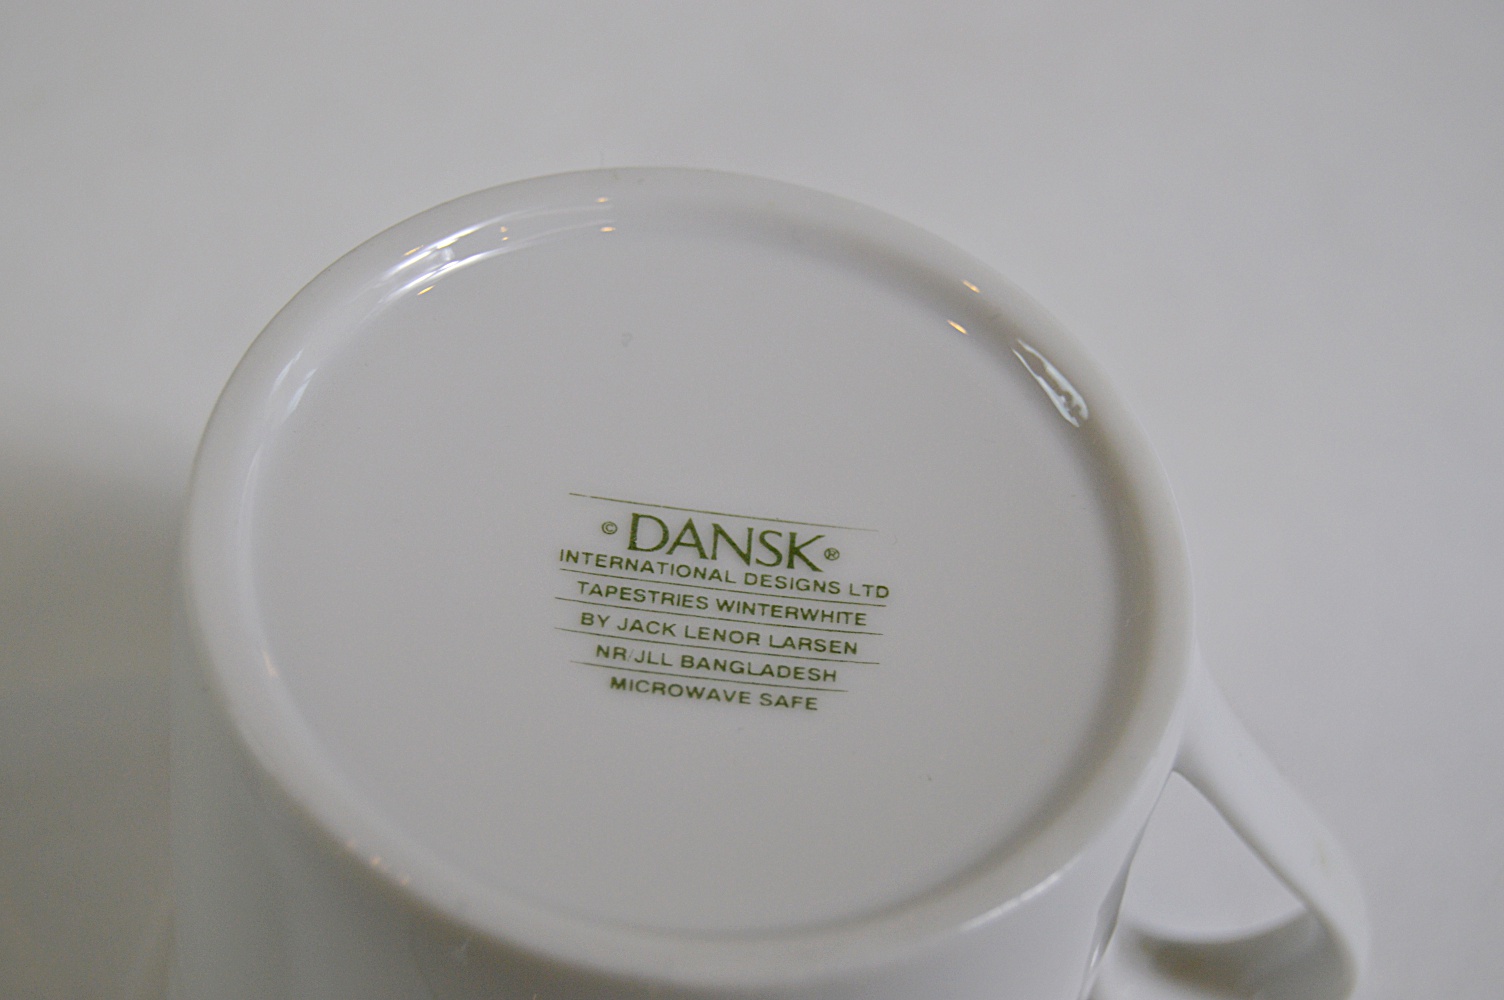 © DANSK ®
INTERNATIONAL DESIGNS LTD
TAPESTRIES WINTERWHITE
BY JACK LENOR LARSEN
NR/JLL BANGLADESH
MICROWAVE SAFE